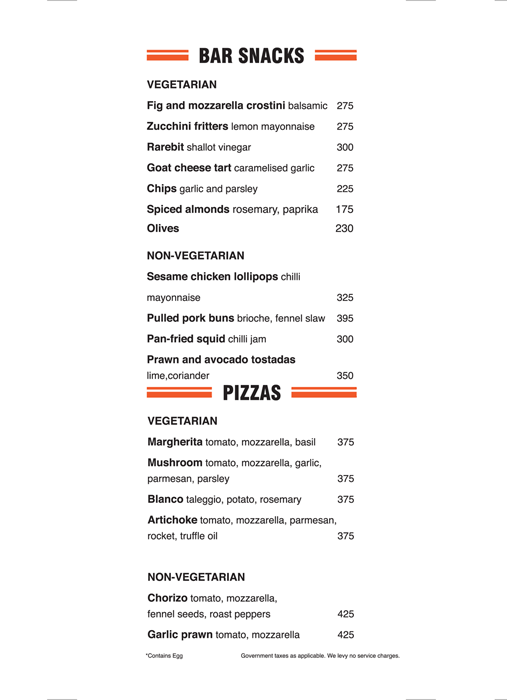 BAR SNACKS
VEGETARIAN
Fig and mozzarella crostini balsamic 275
Zucchini fritters lemon mayonnaise 275
Rarebit shallot vinegar 300
Goat cheese tart caramelised garlic 275
Chips garlic and parsley 225
Spiced almonds rosemary, paprika 175
Olives 230
NON-VEGETARIAN
Sesame chicken lollipops chilli
mayonnaise 325
Pulled pork buns brioche, fennel slaw 395
Pan-fried squid chilli jam 300
Prawn and avocado tostadas
lime,coriander 350
PIZZAS
VEGETARIAN
Margherita tomato, mozzarella, basil 375
Mushroom tomato, mozzarella, garlic,
parmesan, parsley 375
Blanco taleggio, potato, rosemary 375
Artichoke tomato, mozzarella, parmesan,
rocket, truffle oil 375
NON-VEGETARIAN
Chorizo tomato, mozzarella,
fennel seeds, roast peppers 425
Garlic prawn tomato, mozzarella 425
*Contains Egg Government taxes as applicable. We levy no service charges.